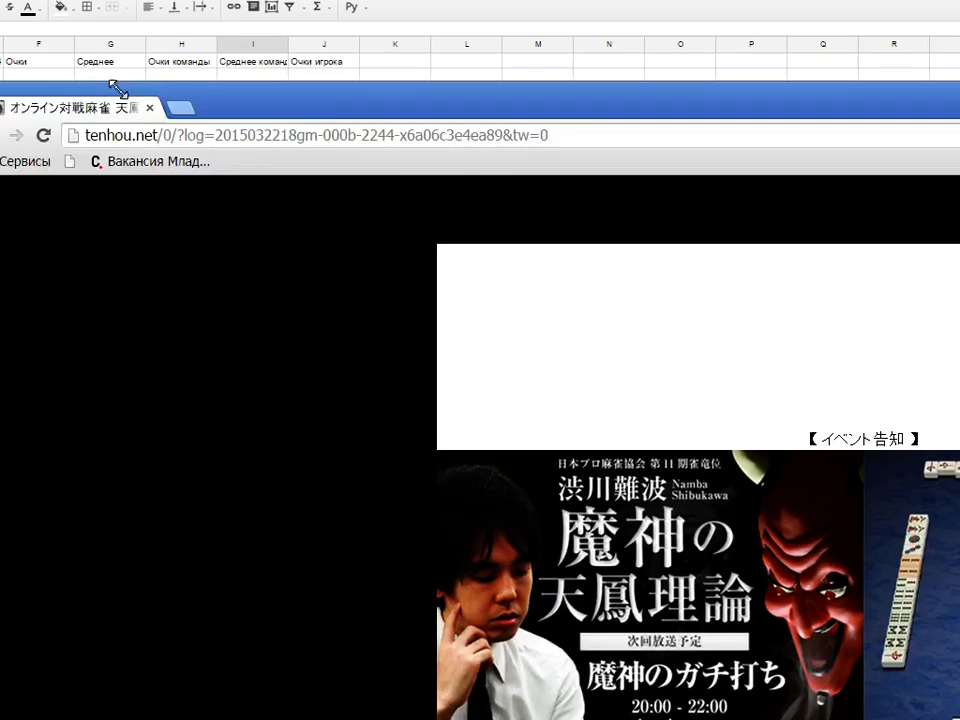 A
Σ
Ру
F G H I J K L M N O P Q R
Очки Среднее Очки команды Среднее команд Очки игрока
オンライン対戦麻雀 天鳳
tenhou.net/0/?log=2015032218gm-000b-2244-x6a06c3e4ea89&tw=0
Сервисы
Вакансия Млад...
【 イベント告知 】
日本プロ麻雀協会 第11期雀竜位
渋川難波 Namba Shibukawa
魔神の
天鳳理論
次回放送予定
魔神のガチ打ち
20:00 - 22:00